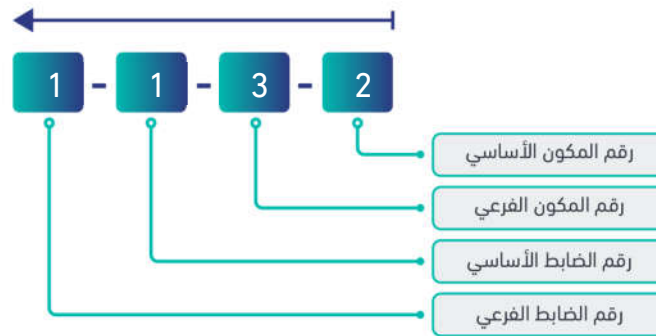 1 - 1 - 3 - 2
رقم المكون الأساسي
رقم المكون الفرعي
رقم الضابط الأساسي
رقم الضابط الفرعي